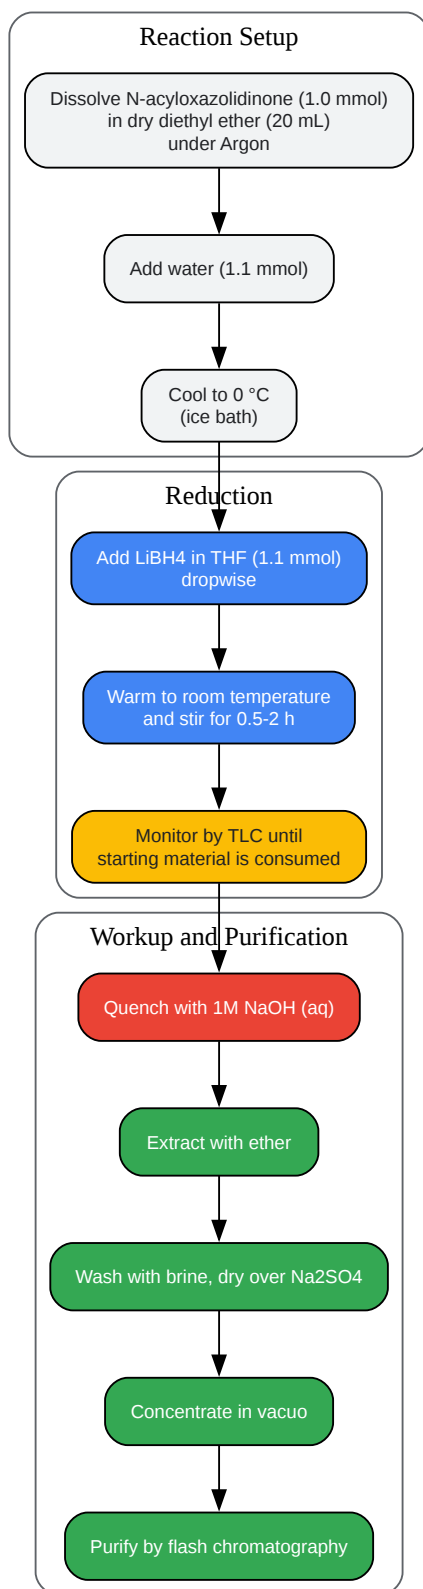 Reaction Setup
Dissolve N-acyloxazolidinone (1.0 mmol)
in dry diethyl ether (20 mL)
under Argon
Add water (1.1 mmol)
Cool to 0 °C
(ice bath)
Reduction
Add LiBH4 in THF (1.1 mmol)
dropwise
Warm to room temperature
and stir for 0.5-2 h
Monitor by TLC until
starting material is consumed
Workup and Purification
Quench with 1M NaOH (aq)
Extract with ether
Wash with brine, dry over Na2SO4
Concentrate in vacuo
Purify by flash chromatography